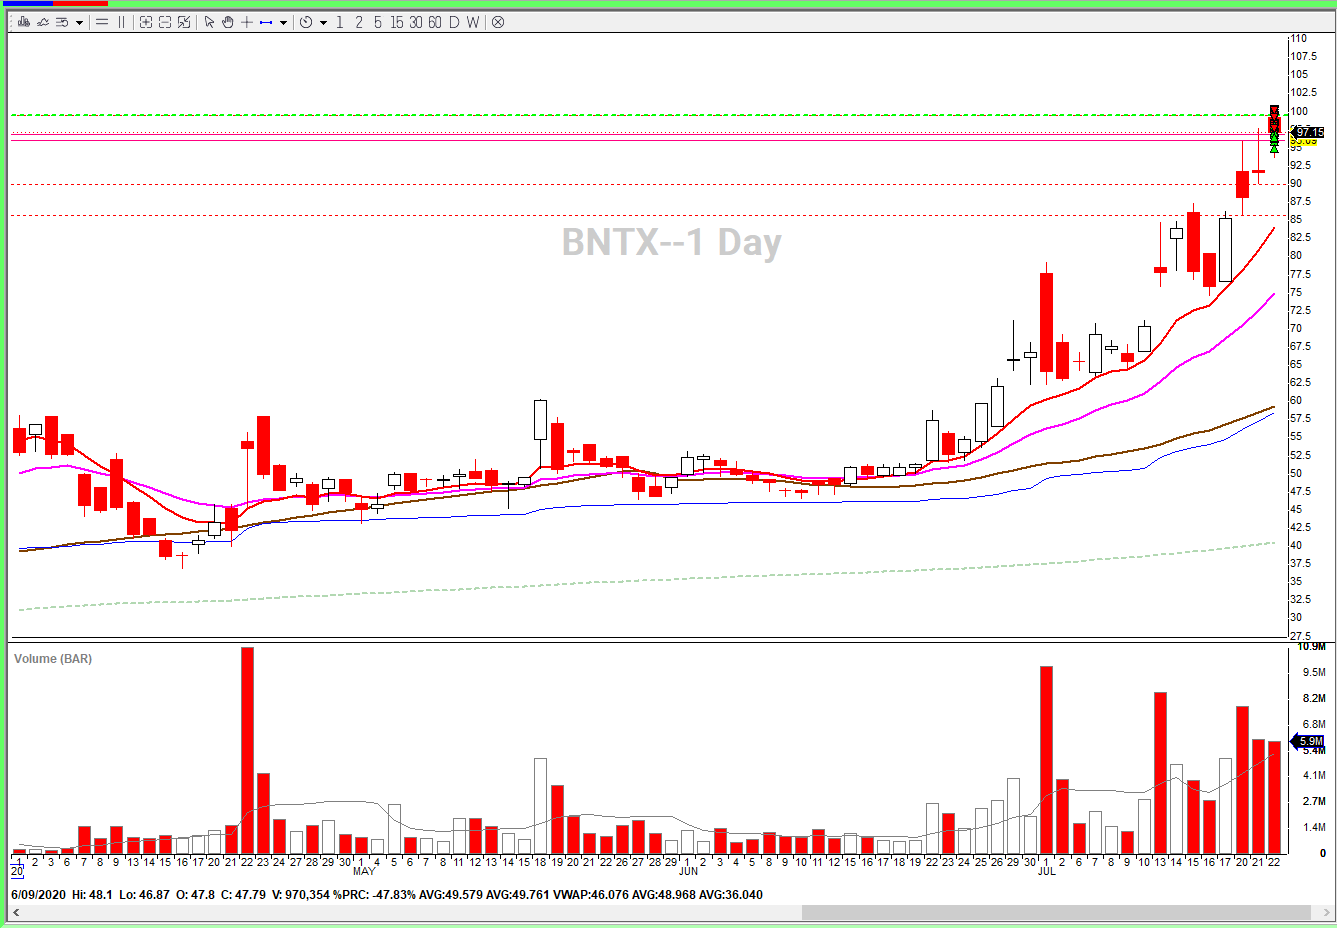 1 2 5 15 30 60 D W
BNTX--1 Day
110
107.5
105
102.5
100
97.15
95
92.5
90
87.5
85
82.5
80
77.5
75
72.5
70
67.5
65
62.5
60
57.5
55
52.5
50
47.5
45
42.5
40
37.5
35
32.5
30
27.5
Volume (BAR)
10.9M
9.5M
8.2M
6.8M
5.9M
5.4M
4.1M
2.7M
1.4M
0
1 2 3 6 7 8 9 13 14 15 16 17 20 21 22 23 24 27 28 29 30 1 4 5 6 7 8 11 12 13 14 15 18 19 20 21 22 26 27 28 29 1 2 3 4 5 8 9 10 11 12 15 16 17 18 19 22 23 24 25 26 29 30 1 2 6 7 8 9 10 13 14 15 16 17 20 21 22
20 MAY JUN JUL
6/09/2020 Hi: 48.1 Lo: 46.87 O: 47.8 C: 47.79 V: 970,354 %PRC: -47.83% AVG:49.579 AVG:49.761 VWAP:46.076 AVG:48.968 AVG:36.040